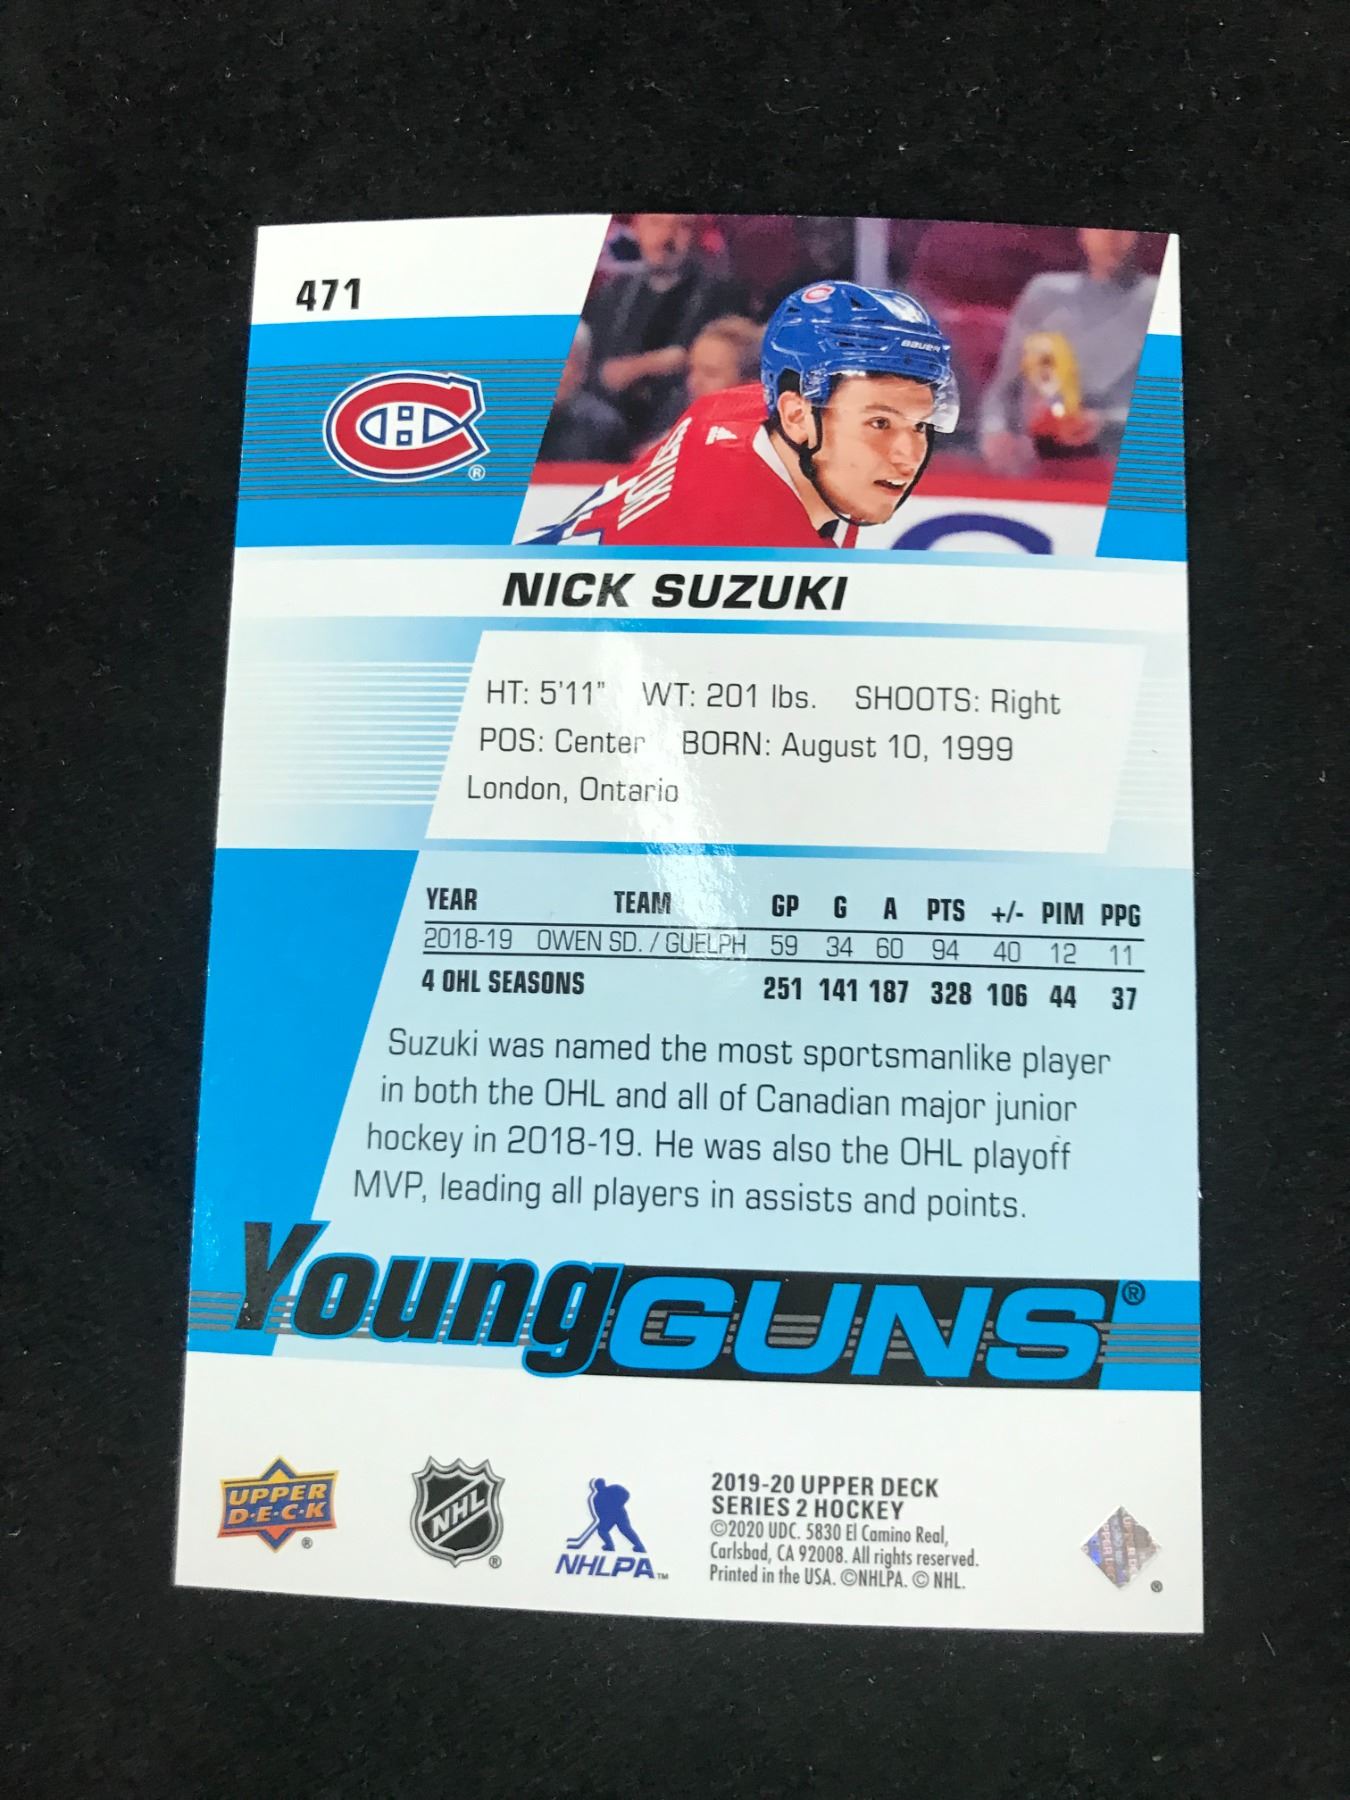 471
BAUER
SUZUKI
®
NICK SUZUKI
HT: 5'11" WT: 201 lbs. SHOOTS: Right
POS: Center BORN: August 10, 1999
London, Ontario
YEAR TEAM GP G A PTS +/- PIM PPG
2018-19 OWEN SD. / GUELPH 59 34 60 94 40 12 11
4 OHL SEASONS 251 141 187 328 106 44 37
Suzuki was named the most sportsmanlike player
in both the OHL and all of Canadian major junior
hockey in 2018-19. He was also the OHL playoff
MVP, leading all players in assists and points.
Young GUNS®
UPPER
D·E·C·K
®
NHL
®
NHLPA™
2019-20 UPPER DECK
SERIES 2 HOCKEY
©2020 UDC. 5830 El Camino Real,
Carlsbad, CA 92008. All rights reserved.
Printed in the USA. ©NHLPA. © NHL.
®